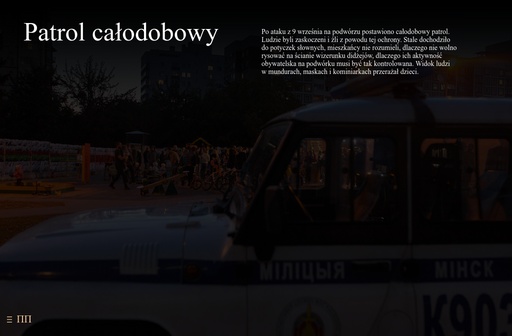 Patrol całodobowy
Po ataku z 9 września na podwórzu postawiono całodobowy patrol.
Ludzie byli zaskoczeni i źli z powodu tej ochrony. Stale dochodziło
do potyczek słownych, mieszkańcy nie rozumieli, dlaczego nie wolno
rysować na ścianie wizerunku didżejów, dlaczego ich aktywność
obywatelska na podwórku musi być tak kontrolowana. Widok ludzi
w mundurach, maskach i kominiarkach przerażał dzieci.
МІЛІЦЫЯ
МІНСК
К903
ПП